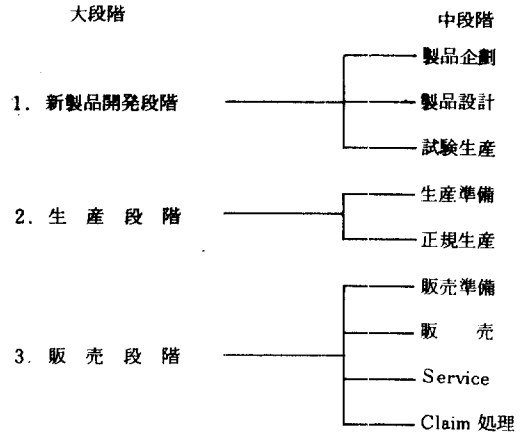 大段階 中段階
製品企劃
1. 新製品開発段階 製品設計
試験生産
生産準備
2. 生産段階
正規生産
販売準備
販売
3. 販売段階
Service
Claim 処理